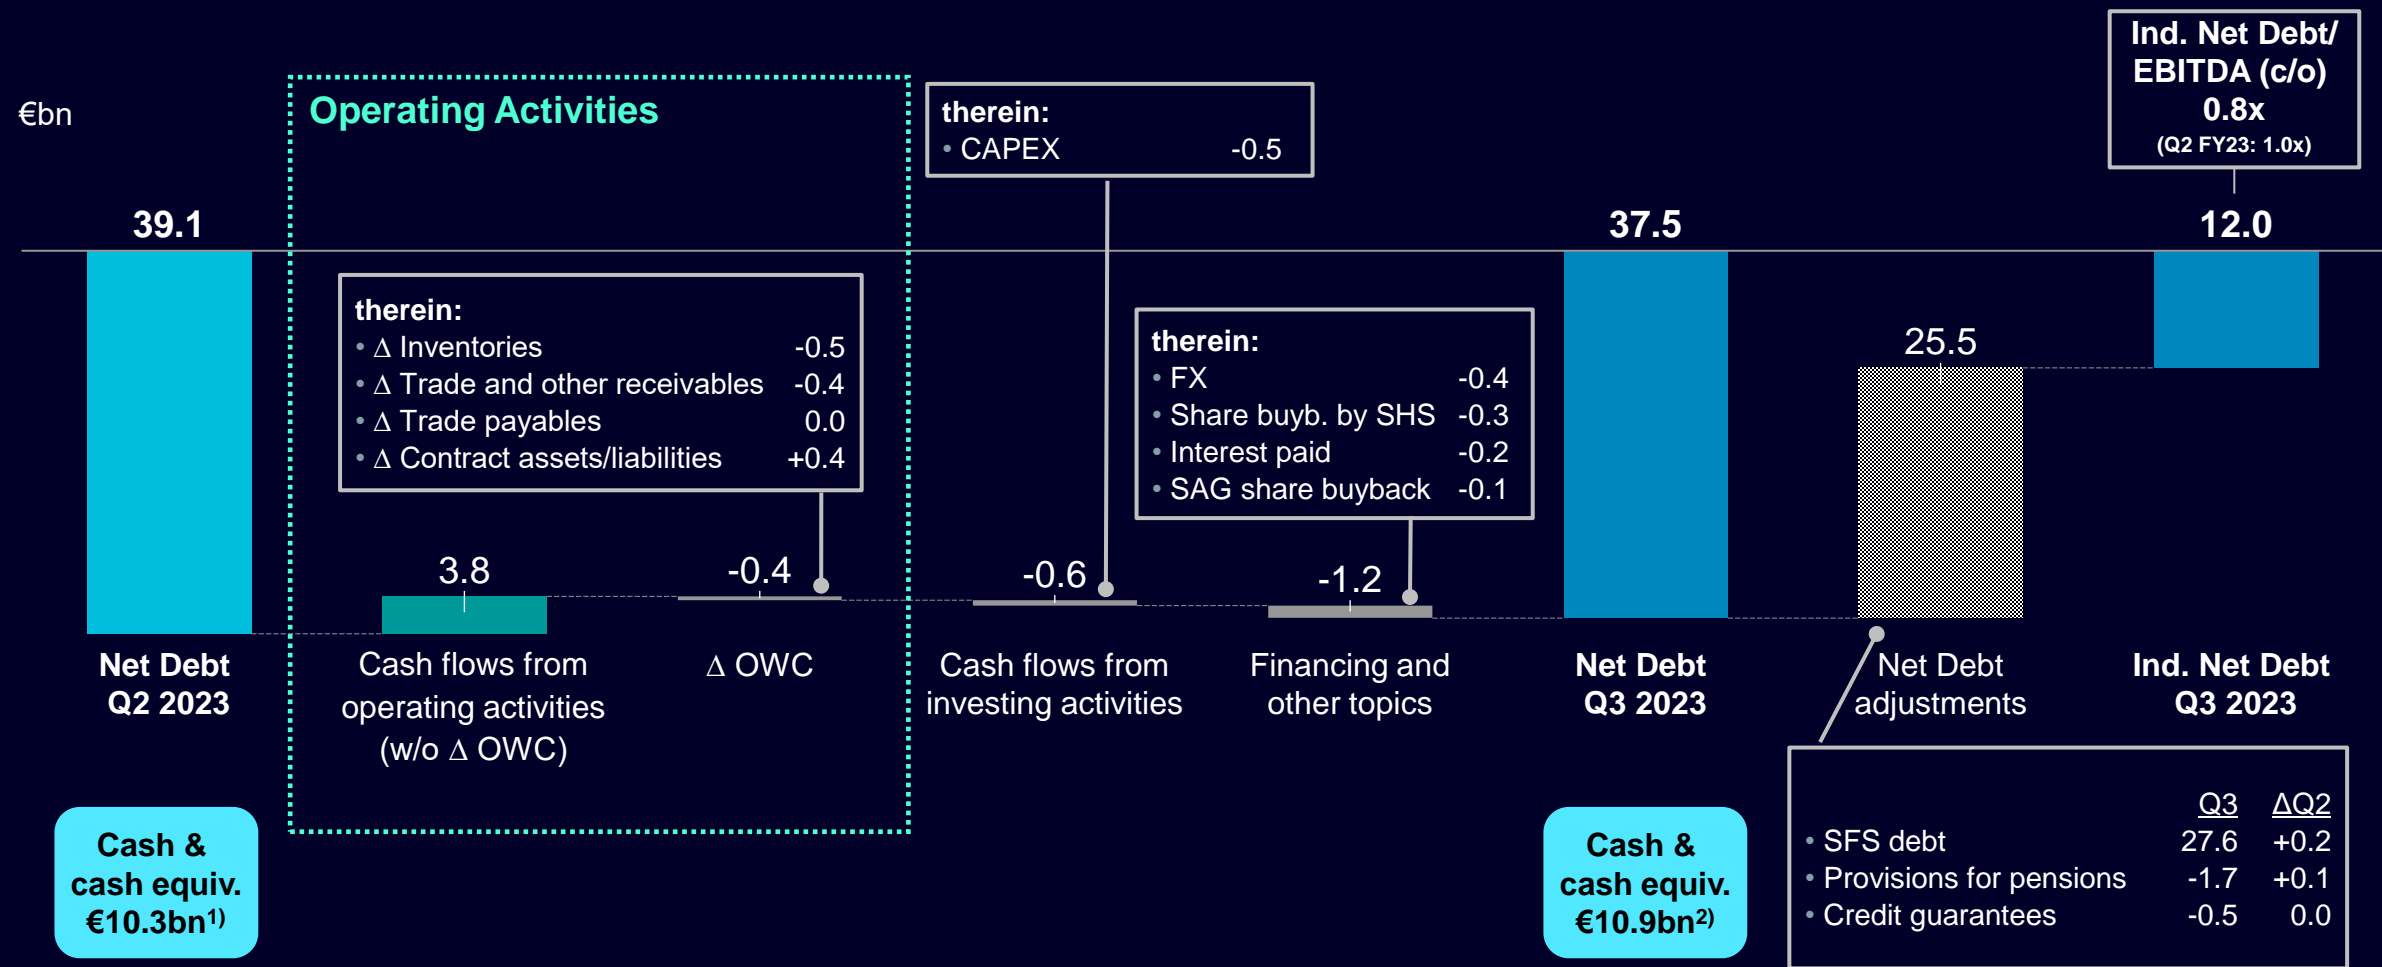 €bn
Operating Activities
therein:
• CAPEX -0.5
Ind. Net Debt/
EBITDA (c/o)
0.8x
(Q2 FY23: 1.0x)
39.1
37.5
12.0
therein:
• Δ Inventories -0.5
• Δ Trade and other receivables -0.4
• Δ Trade payables 0.0
• Δ Contract assets/liabilities +0.4
therein:
• FX -0.4
• Share buyb. by SHS -0.3
• Interest paid -0.2
• SAG share buyback -0.1
25.5
3.8
-0.4
-0.6
-1.2
Net Debt
Q2 2023
Cash flows from
operating activities
(w/o Δ OWC)
Δ OWC
Cash flows from
investing activities
Financing and
other topics
Net Debt
Q3 2023
Net Debt
adjustments
Ind. Net Debt
Q3 2023
Cash &
cash equiv.
€10.3bn1)
Cash &
cash equiv.
€10.9bn2)
Q3 ΔQ2
• SFS debt 27.6 +0.2
• Provisions for pensions -1.7 +0.1
• Credit guarantees -0.5 0.0